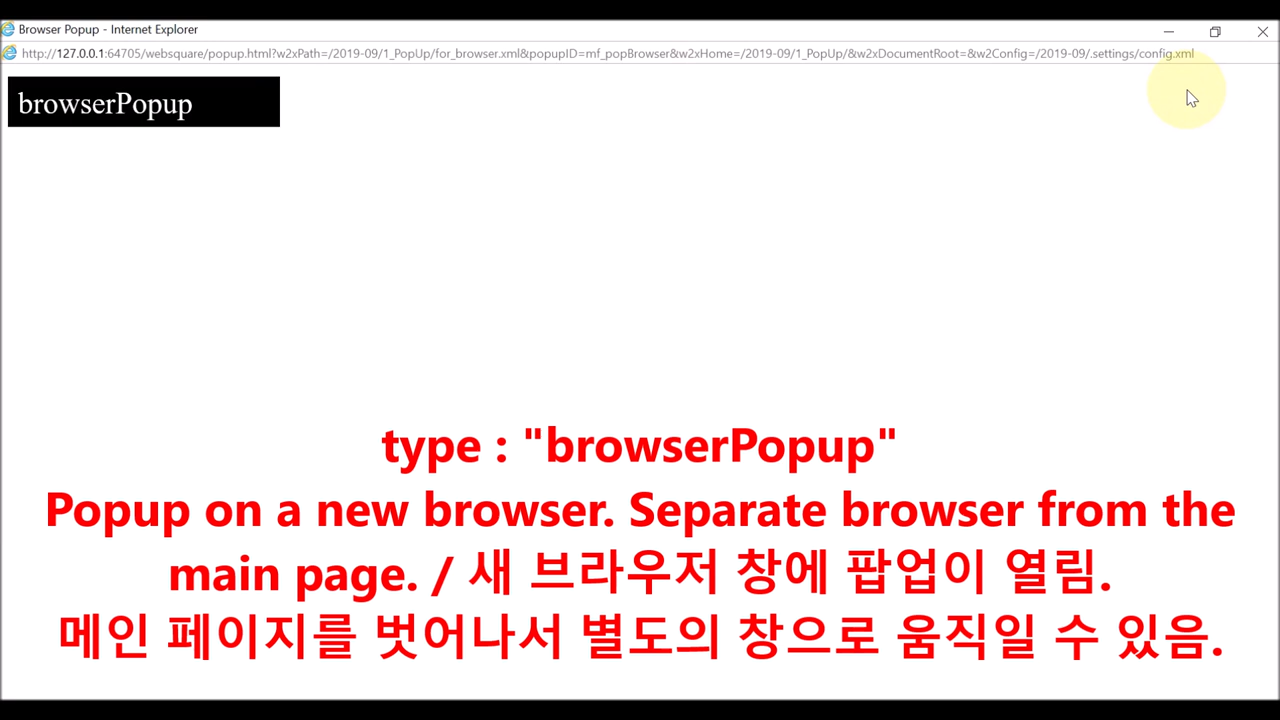 Browser Popup - Internet Explorer
http://127.0.0.1:64705/websquare/popup.html?w2xPath=/2019-09/1_PopUp/for_browser.xml&popupID=mf_popBrowser&w2xHome=/2019-09/1_PopUp/&w2xDocumentRoot=&w2Config=/2019-09/.settings/config.xml
browserPopup
type : "browserPopup"
Popup on a new browser. Separate browser from the
main page. / 새 브라우저 창에 팝업이 열림.
메인 페이지를 벗어나서 별도의 창으로 움직일 수 있음.